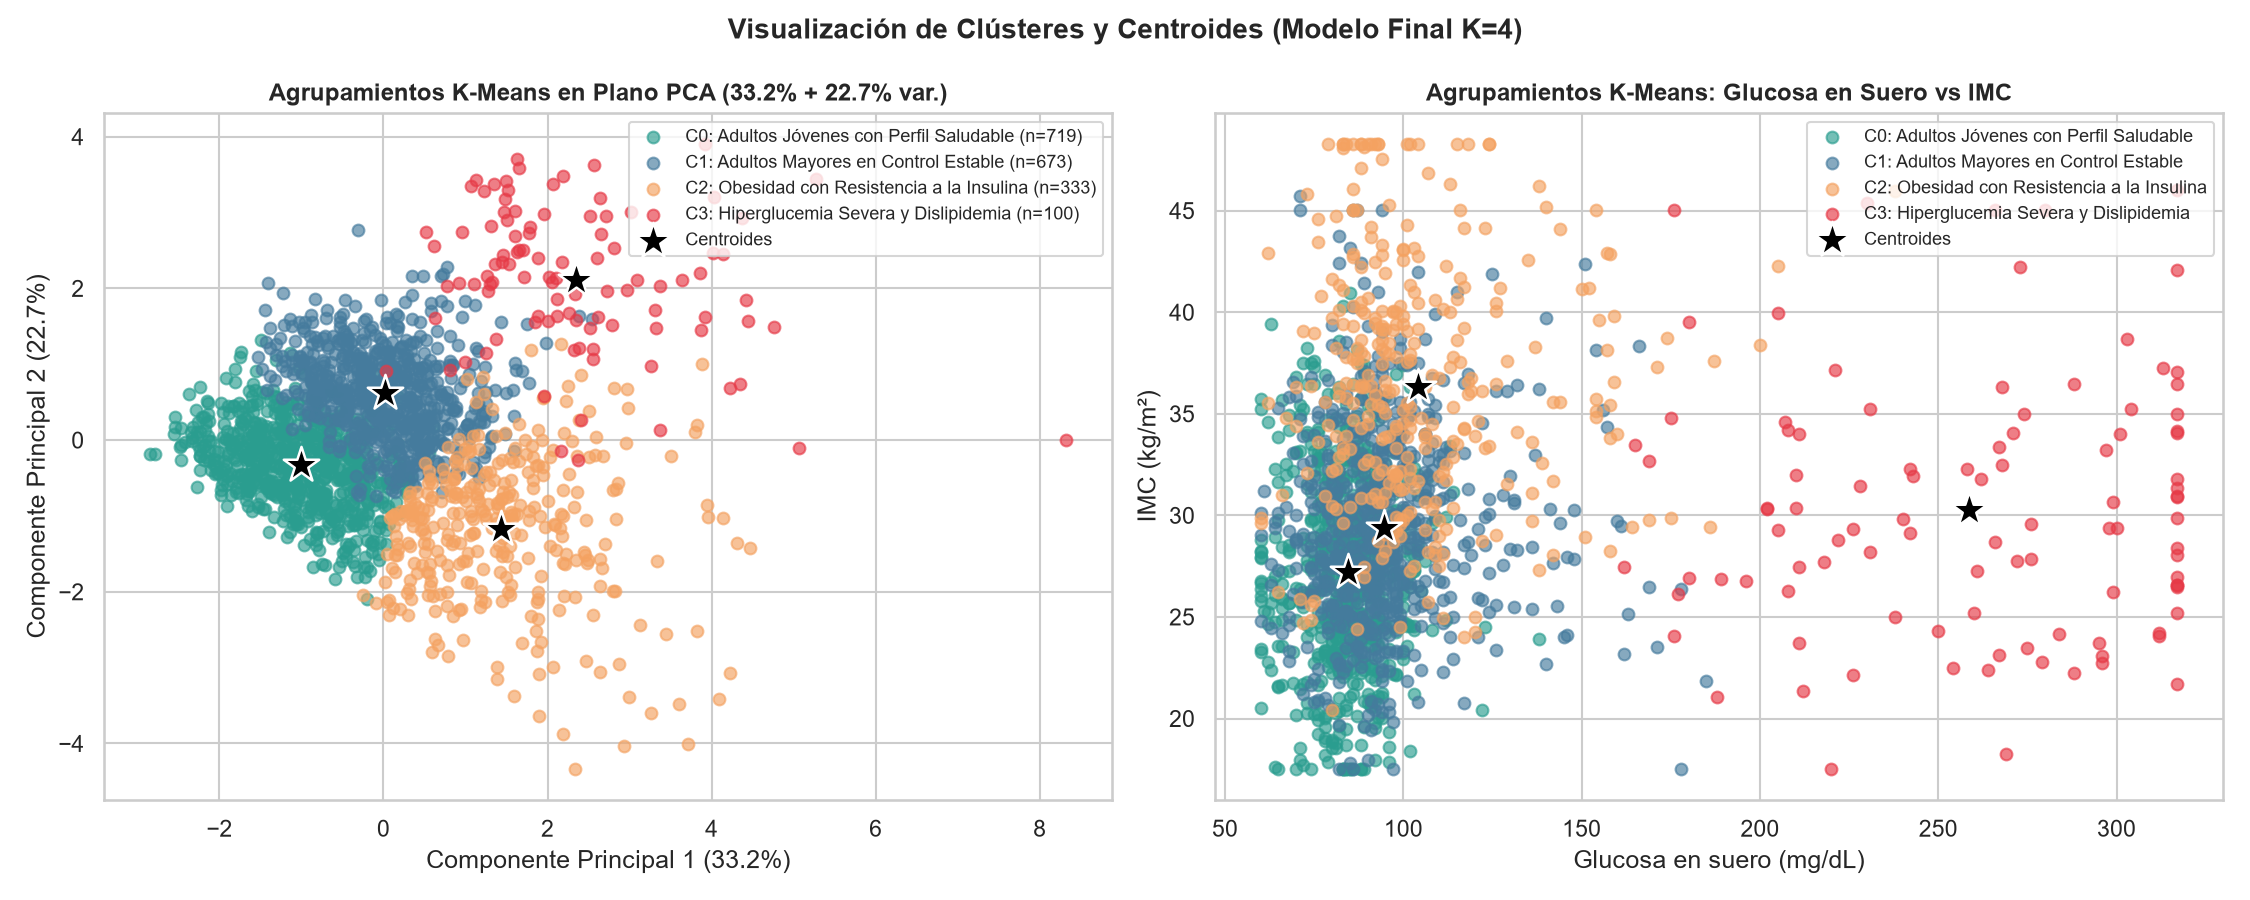 Visualización de Clústeres y Centroides (Modelo Final K=4)
Agrupamientos K-Means en Plano PCA (33.2% + 22.7% var.)
C0: Adultos Jóvenes con Perfil Saludable (n=719)
C1: Adultos Mayores en Control Estable (n=673)
C2: Obesidad con Resistencia a la Insulina (n=333)
C3: Hiperglucemia Severa y Dislipidemia (n=100)
Centroides
Componente Principal 2 (22.7%)
4
2
0
−2
−4
−2
0
2
4
6
8
Componente Principal 1 (33.2%)
Agrupamientos K-Means: Glucosa en Suero vs IMC
C0: Adultos Jóvenes con Perfil Saludable
C1: Adultos Mayores en Control Estable
C2: Obesidad con Resistencia a la Insulina
C3: Hiperglucemia Severa y Dislipidemia
Centroides
IMC (kg/m²)
45
40
35
30
25
20
50
100
150
200
250
300
Glucosa en suero (mg/dL)